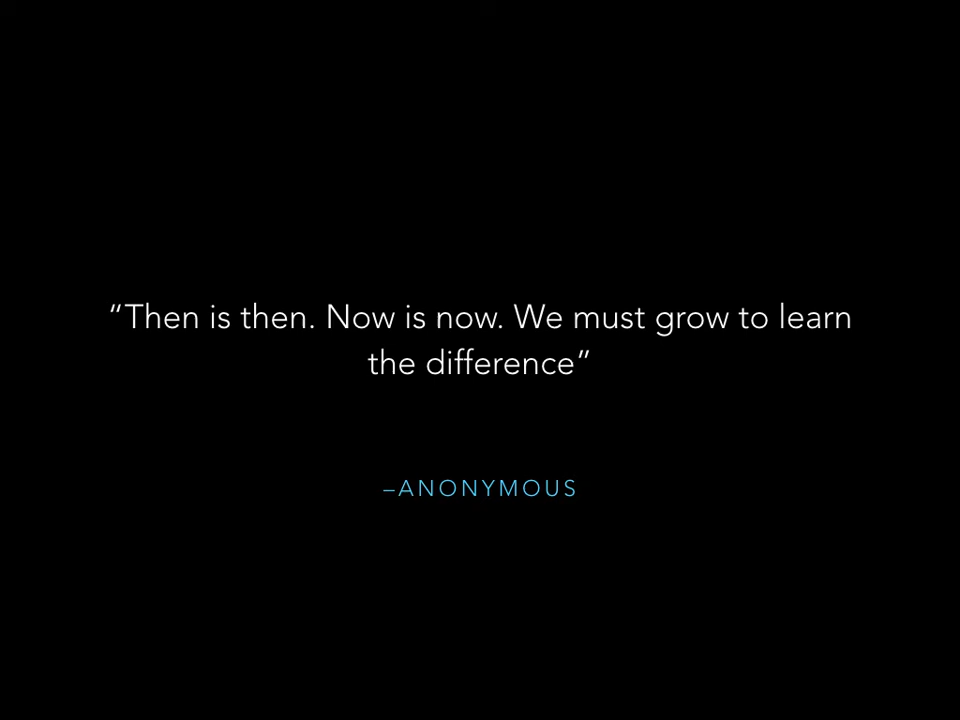 “Then is then. Now is now. We must grow to learn
the difference”
–ANONYMOUS